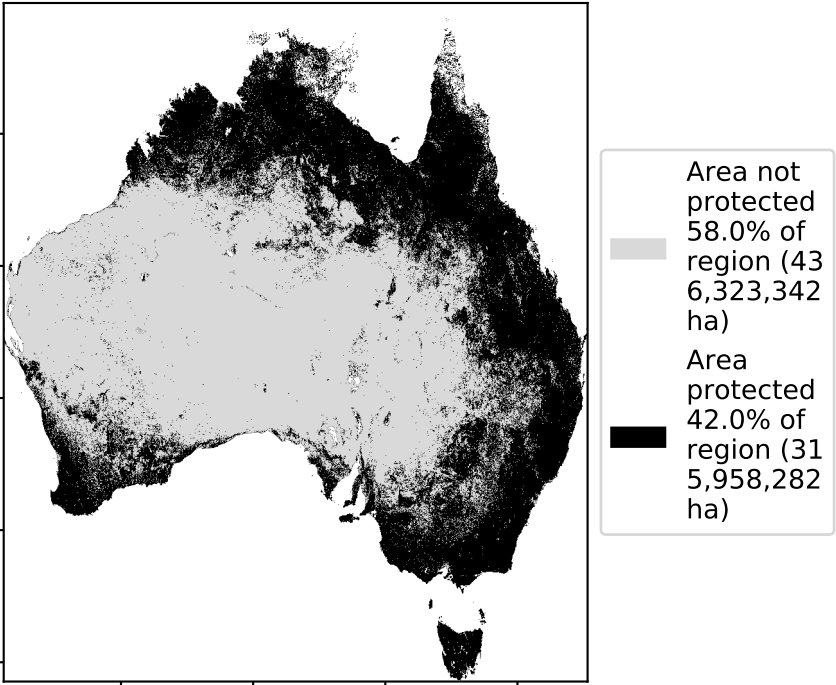 Area not
protected
58.0% of
region (43
6,323,342
ha)
Area
protected
42.0% of
region (31
5,958,282
ha)